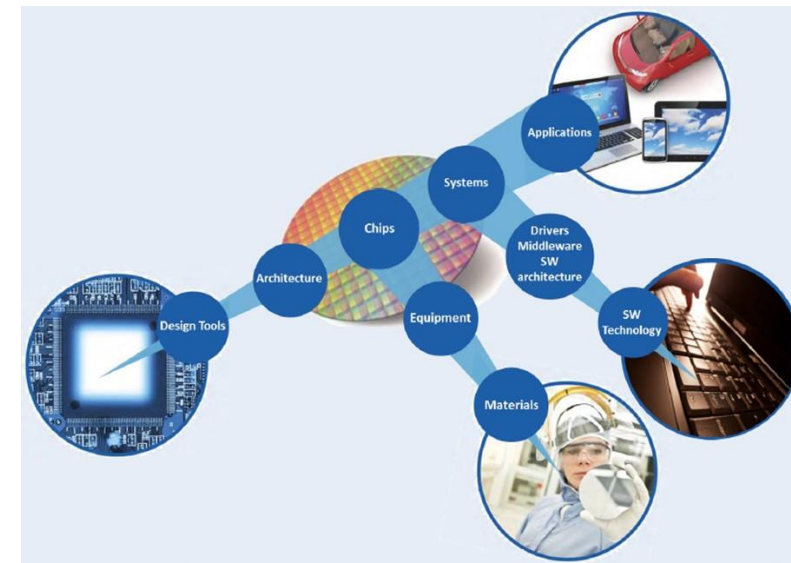 Applications
Systems
Chips
Drivers
Middleware
SW
architecture
Architecture
Design Tools
Equipment
SW
Technology
Materials